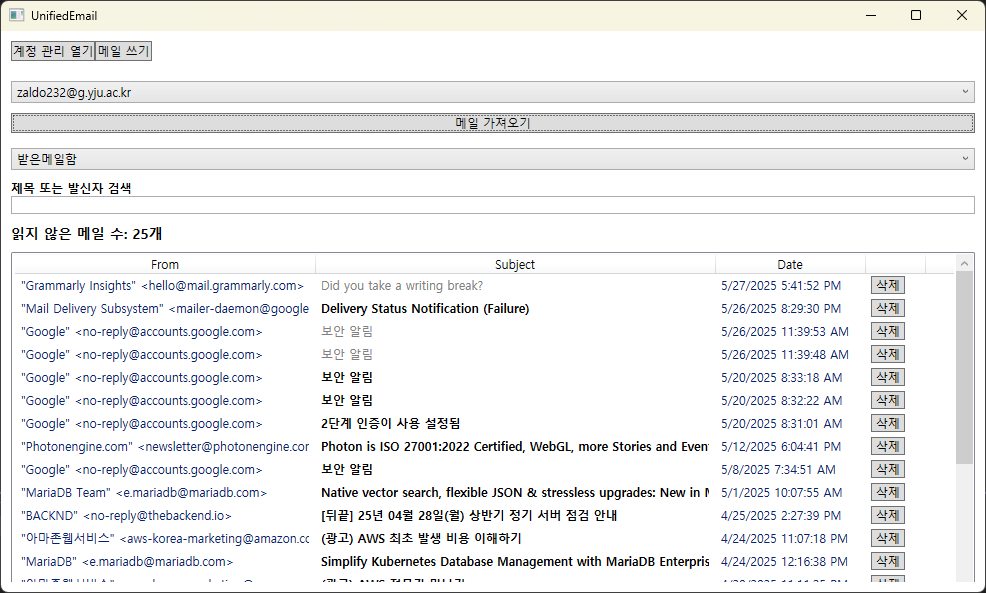 UnifiedEmail
계정 관리 열기 메일 쓰기
zaldo232@g.yju.ac.kr
메일 가져오기
받은메일함
제목 또는 발신자 검색
읽지 않은 메일 수: 25개
From Subject Date
"Grammarly Insights" <hello@mail.grammarly.com> Did you take a writing break? 5/27/2025 5:41:52 PM 삭제
"Mail Delivery Subsystem" <mailer-daemon@google Delivery Status Notification (Failure) 5/26/2025 8:29:30 PM 삭제
"Google" <no-reply@accounts.google.com> 보안 알림 5/26/2025 11:39:53 AM 삭제
"Google" <no-reply@accounts.google.com> 보안 알림 5/26/2025 11:39:48 AM 삭제
"Google" <no-reply@accounts.google.com> 보안 알림 5/20/2025 8:33:18 AM 삭제
"Google" <no-reply@accounts.google.com> 보안 알림 5/20/2025 8:32:22 AM 삭제
"Google" <no-reply@accounts.google.com> 2단계 인증이 사용 설정됨 5/20/2025 8:31:01 AM 삭제
"Photonengine.com" <newsletter@photonengine.cor Photon is ISO 27001:2022 Certified, WebGL, more Stories and Even 5/12/2025 6:04:41 PM 삭제
"Google" <no-reply@accounts.google.com> 보안 알림 5/8/2025 7:34:51 AM 삭제
"MariaDB Team" <e.mariadb@mariadb.com> Native vector search, flexible JSON & stressless upgrades: New in M 5/1/2025 10:07:55 AM 삭제
"BACKND" <no-reply@thebackend.io> [뒤끝] 25년 04월 28일(월) 상반기 정기 서버 점검 안내 4/25/2025 2:27:39 PM 삭제
"아마존웹서비스" <aws-korea-marketing@amazon.cc (광고) AWS 최초 발생 비용 이해하기 4/24/2025 11:07:18 PM 삭제
"MariaDB" <e.mariadb@mariadb.com> Simplify Kubernetes Database Management with MariaDB Enterpris 4/24/2025 12:16:38 PM 삭제